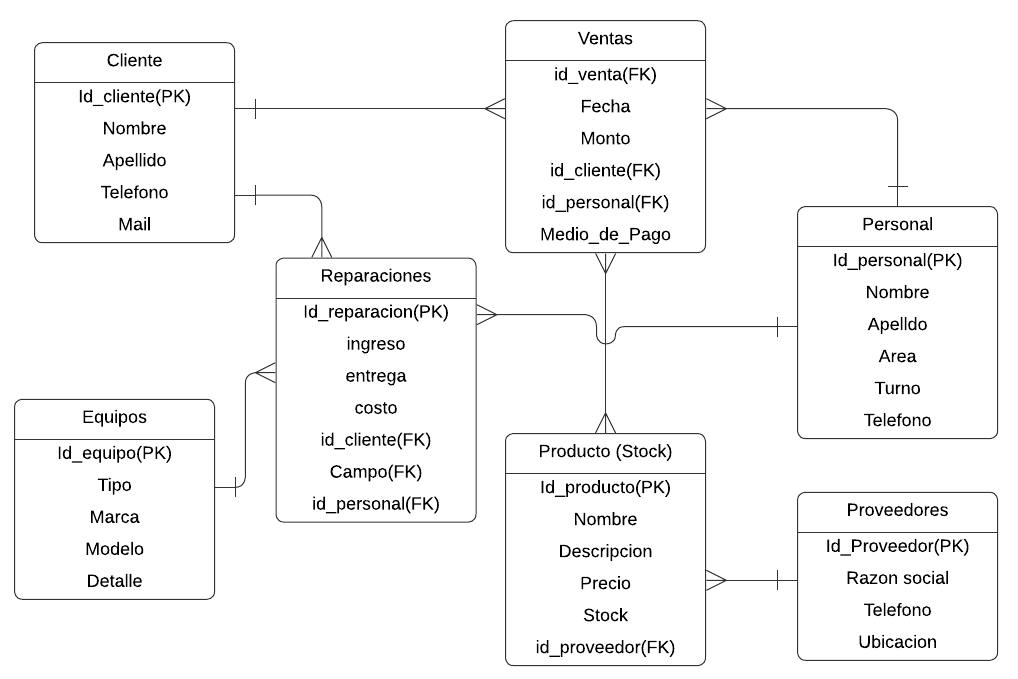 Cliente
Id_cliente(PK)
Nombre
Apellido
Telefono
Mail
Ventas
id_venta(FK)
Fecha
Monto
id_cliente(FK)
id_personal(FK)
Medio_de_Pago
Personal
Id_personal(PK)
Nombre
Apelldo
Area
Turno
Telefono
Reparaciones
Id_reparacion(PK)
ingreso
entrega
costo
id_cliente(FK)
Campo(FK)
id_personal(FK)
Equipos
Id_equipo(PK)
Tipo
Marca
Modelo
Detalle
Producto (Stock)
Id_producto(PK)
Nombre
Descripcion
Precio
Stock
id_proveedor(FK)
Proveedores
Id_Proveedor(PK)
Razon social
Telefono
Ubicacion